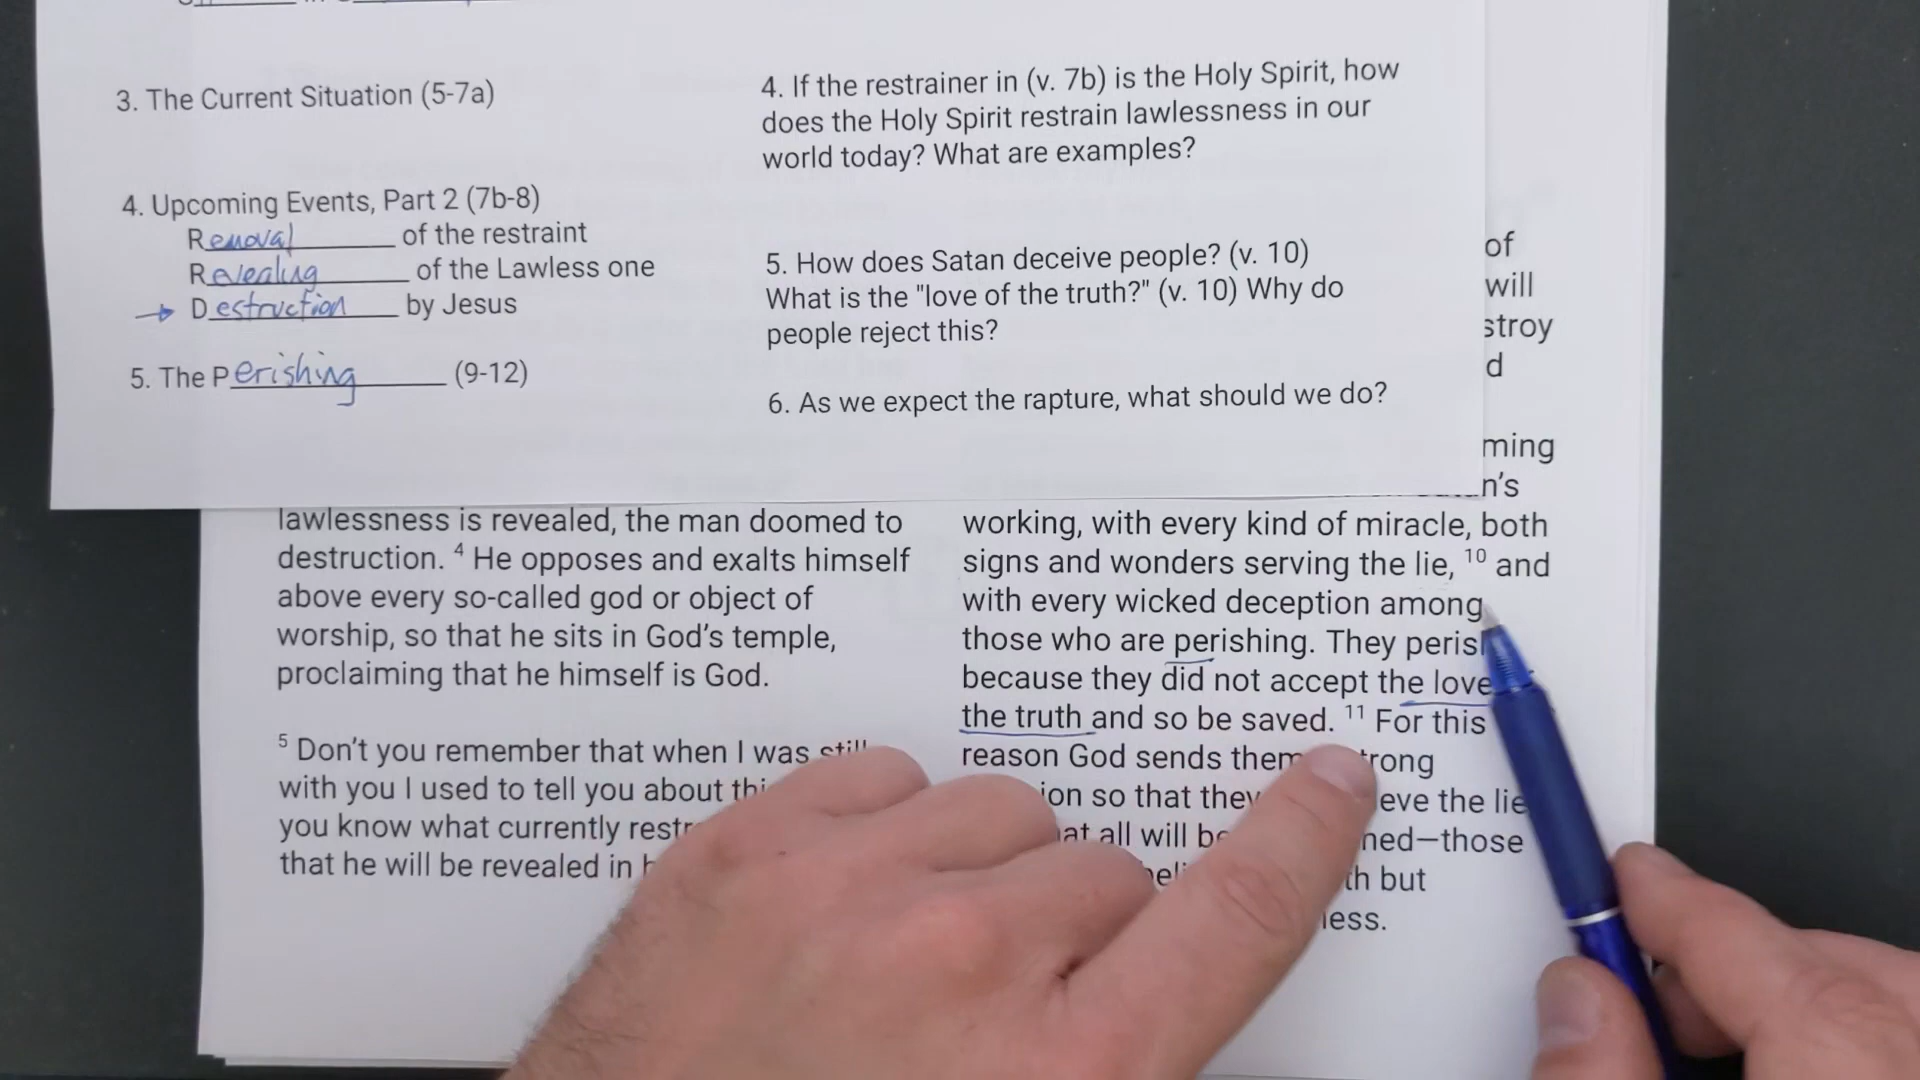 3. The Current Situation (5-7a)
4. Upcoming Events, Part 2 (7b-8)
Removal of the restraint
Revealing of the Lawless one
→ Destruction by Jesus
5. The Perishing (9-12)
4. If the restrainer in (v. 7b) is the Holy Spirit, how
does the Holy Spirit restrain lawlessness in our
world today? What are examples?
5. How does Satan deceive people? (v. 10)
What is the "love of the truth?" (v. 10) Why do
people reject this?
6. As we expect the rapture, what should we do?
lawlessness is revealed, the man doomed to
destruction. 4 He opposes and exalts himself
above every so-called god or object of
worship, so that he sits in God’s temple,
proclaiming that he himself is God.
5 Don’t you remember that when I was
with you I used to tell you about
you know what currently
that he will be revealed in
of
will
stroy
d
ming
n’s
working, with every kind of miracle, both
signs and wonders serving the lie, 10 and
with every wicked deception among
those who are perishing. They
because they did not accept the love
the truth and so be saved. 11 For this
reason God sends rong
ion so that they eve the lie
at all will ned—those
th but
ness.